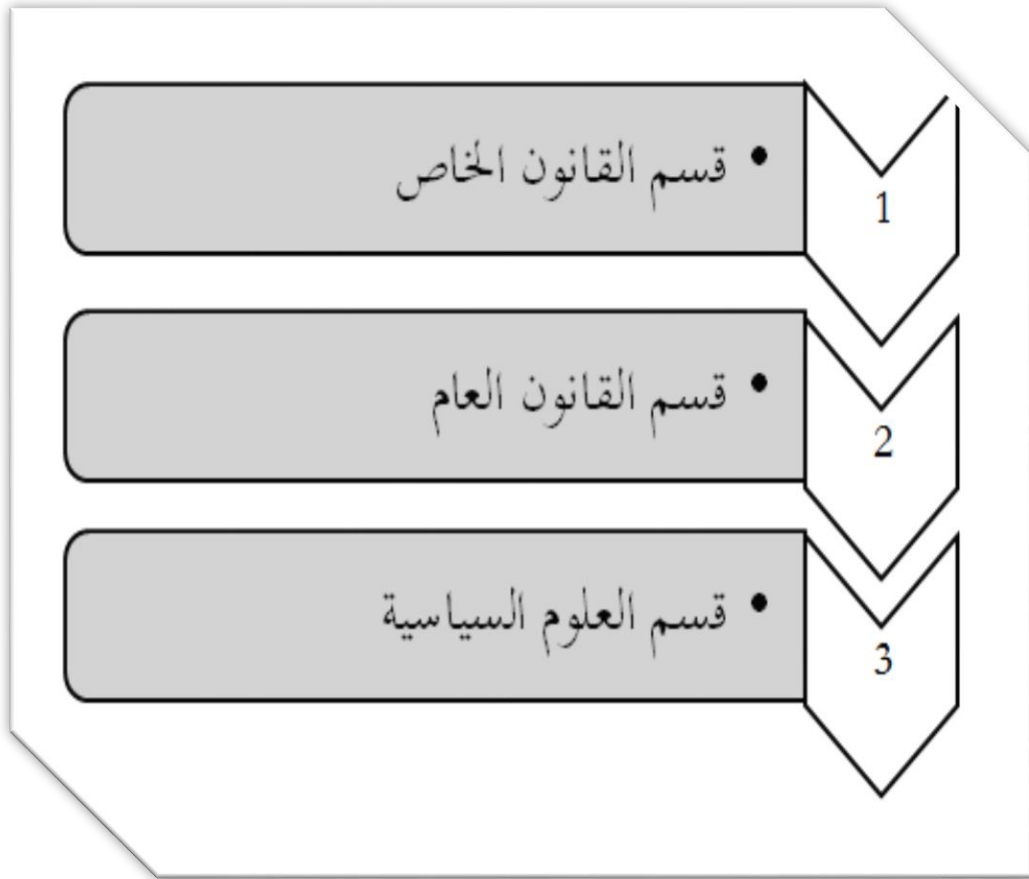 1
• قسم القانون الخاص
2
• قسم القانون العام
3
• قسم العلوم السياسية